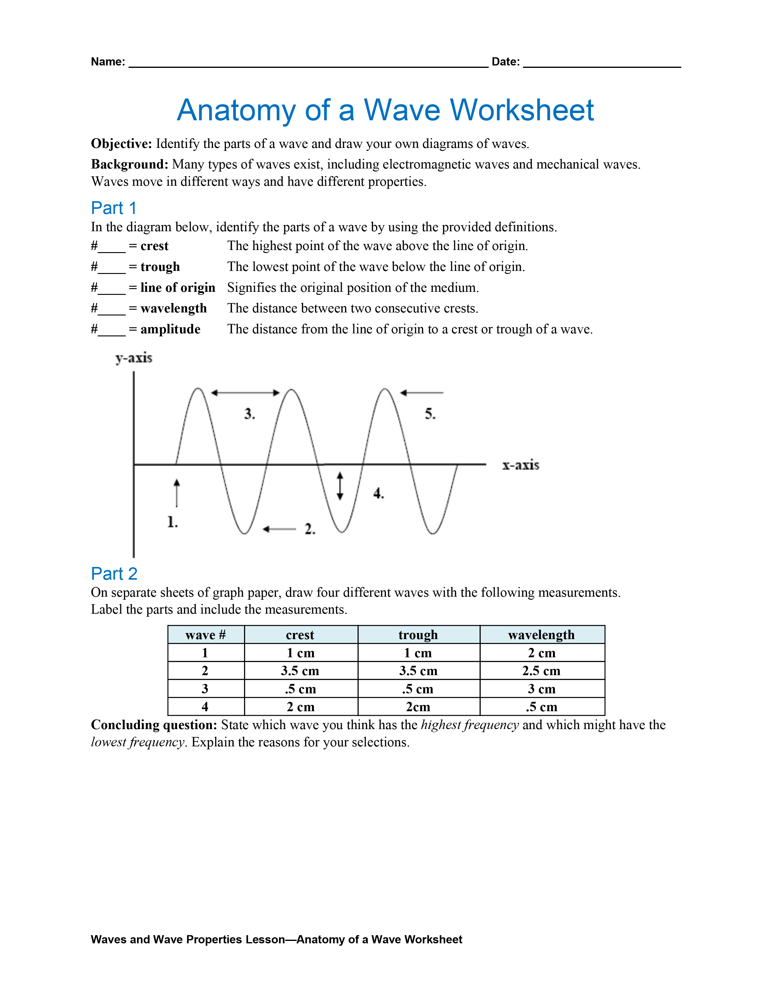 Name: ______________________ Date: ______________________
Anatomy of a Wave Worksheet
Objective: Identify the parts of a wave and draw your own diagrams of waves.
Background: Many types of waves exist, including electromagnetic waves and mechanical waves.
Waves move in different ways and have different properties.
Part 1
In the diagram below, identify the parts of a wave by using the provided definitions.
#____ = crest The highest point of the wave above the line of origin.
#____ = trough The lowest point of the wave below the line of origin.
#____ = line of origin Signifies the original position of the medium.
#____ = wavelength The distance between two consecutive crests.
#____ = amplitude The distance from the line of origin to a crest or trough of a wave.
y-axis
3. 5.
x-axis
4.
1.
2.
Part 2
On separate sheets of graph paper, draw four different waves with the following measurements.
Label the parts and include the measurements.
wave # crest trough wavelength
1 1 cm 1 cm 2 cm
2 3.5 cm 3.5 cm 2.5 cm
3 .5 cm .5 cm 3 cm
4 2 cm 2cm .5 cm
Concluding question: State which wave you think has the highest frequency and which might have the
lowest frequency. Explain the reasons for your selections.
Waves and Wave Properties Lesson—Anatomy of a Wave Worksheet